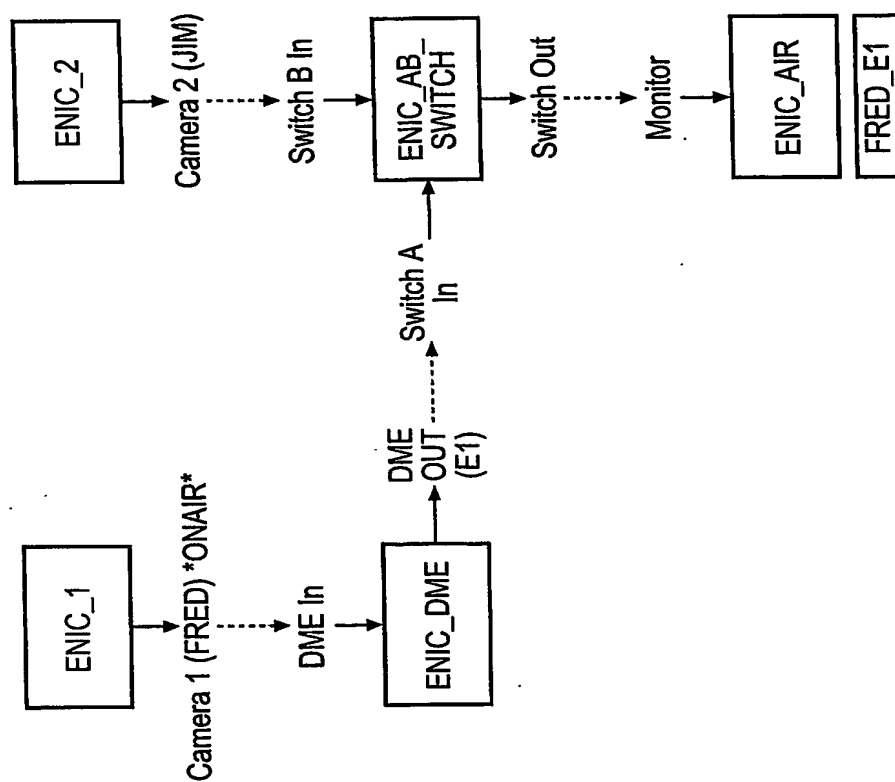 ENIC_1
Camera 1 (FRED) *ONAIR*
DME In
ENIC_DME
DME
OUT
(E1)
Switch A
In
ENIC_2
Camera 2 (JIM)
Switch B In
ENIC_AB_
SWITCH
Switch Out
Monitor
ENIC_AIR
FRED_E1